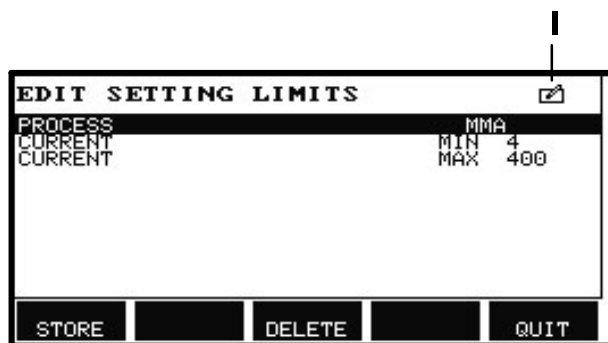 I
EDIT SETTING LIMITS
PROCESS MMA
CURRENT MIN 4
CURRENT MAX 400
STORE DELETE QUIT